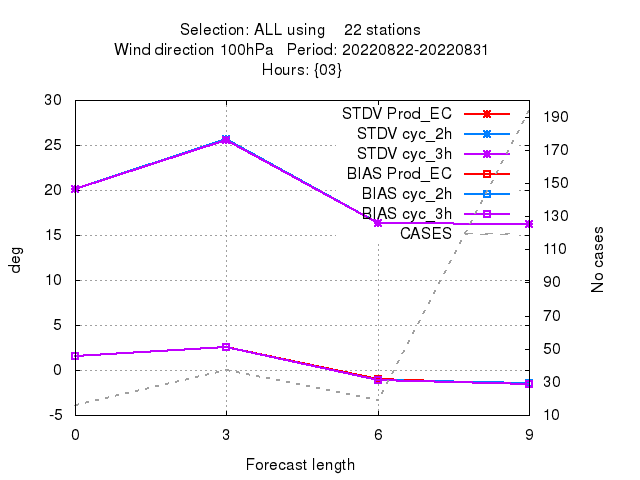 Selection: ALL using 22 stations
Wind direction 100hPa Period: 20220822-20220831
Hours: {03}
30
25
20
15
10
5
0
-5
deg
STDV Prod_EC
STDV cyc_2h
STDV cyc_3h
BIAS Prod_EC
BIAS cyc_2h
BIAS cyc_3h
CASES
190
170
150
130
110
90
70
50
30
10
No cases
0 3 6 9
Forecast length